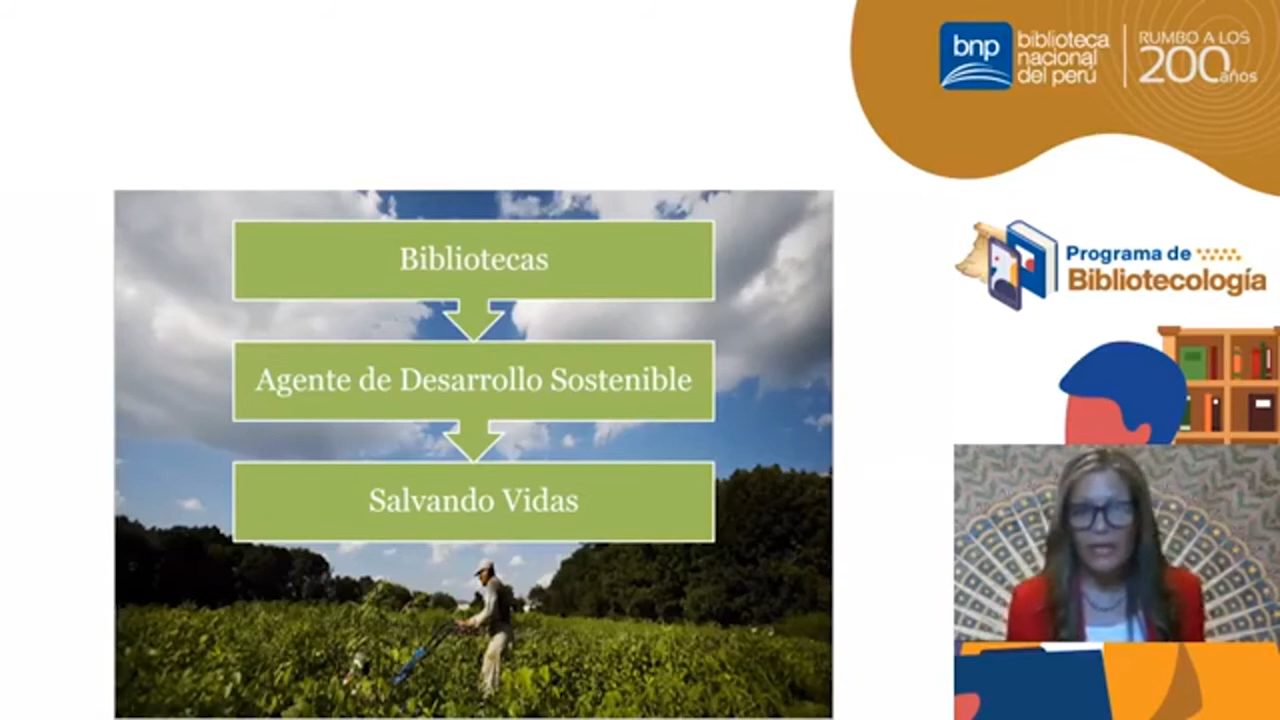 bnp
biblioteca
nacional
del perú
RUMBO A LOS
200
años
Programa de
Bibliotecología
Bibliotecas
Agente de Desarrollo Sostenible
Salvando Vidas